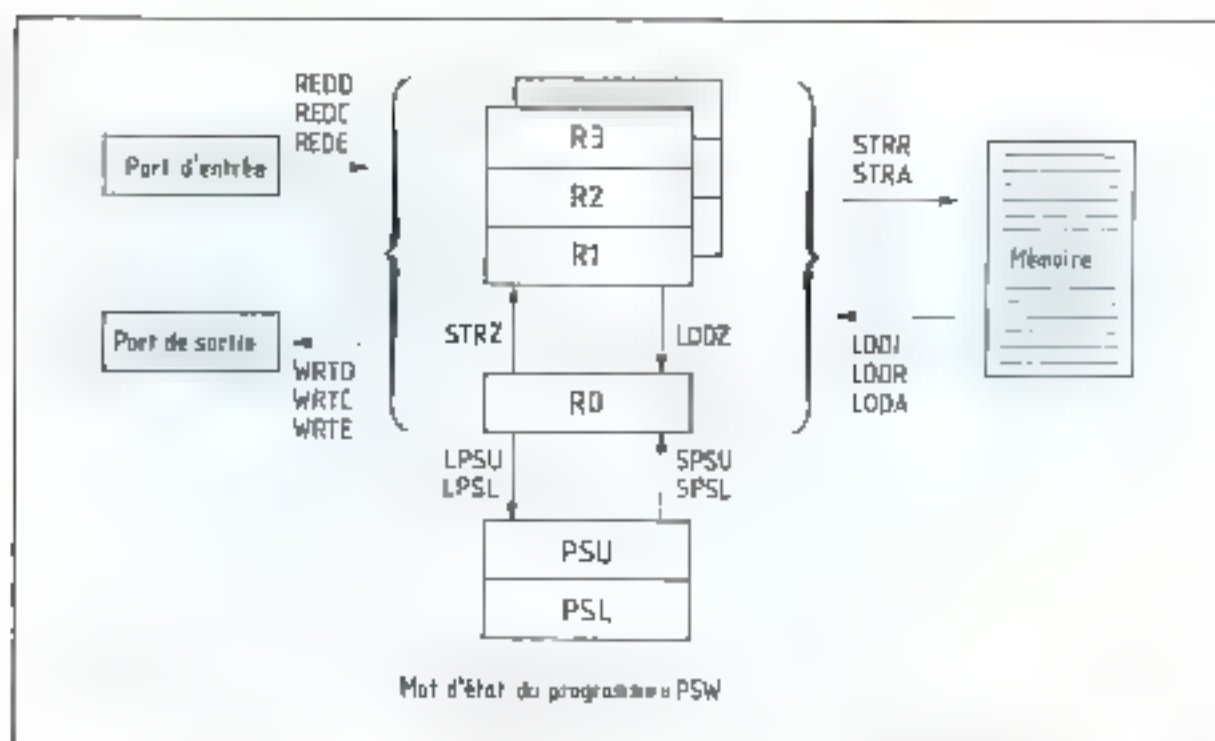 REDD
REDC
REDE
Port d'entrée
Port de sortie
WRTD
WRTC
WRTE
R3
R2
R1
STRZ
LODZ
R0
LPSU
LPSL
SPSU
SPSL
PSU
PSL
STRR
STRA
Mémoire
LODI
LODR
LODA
Mot d'état du programme PSW